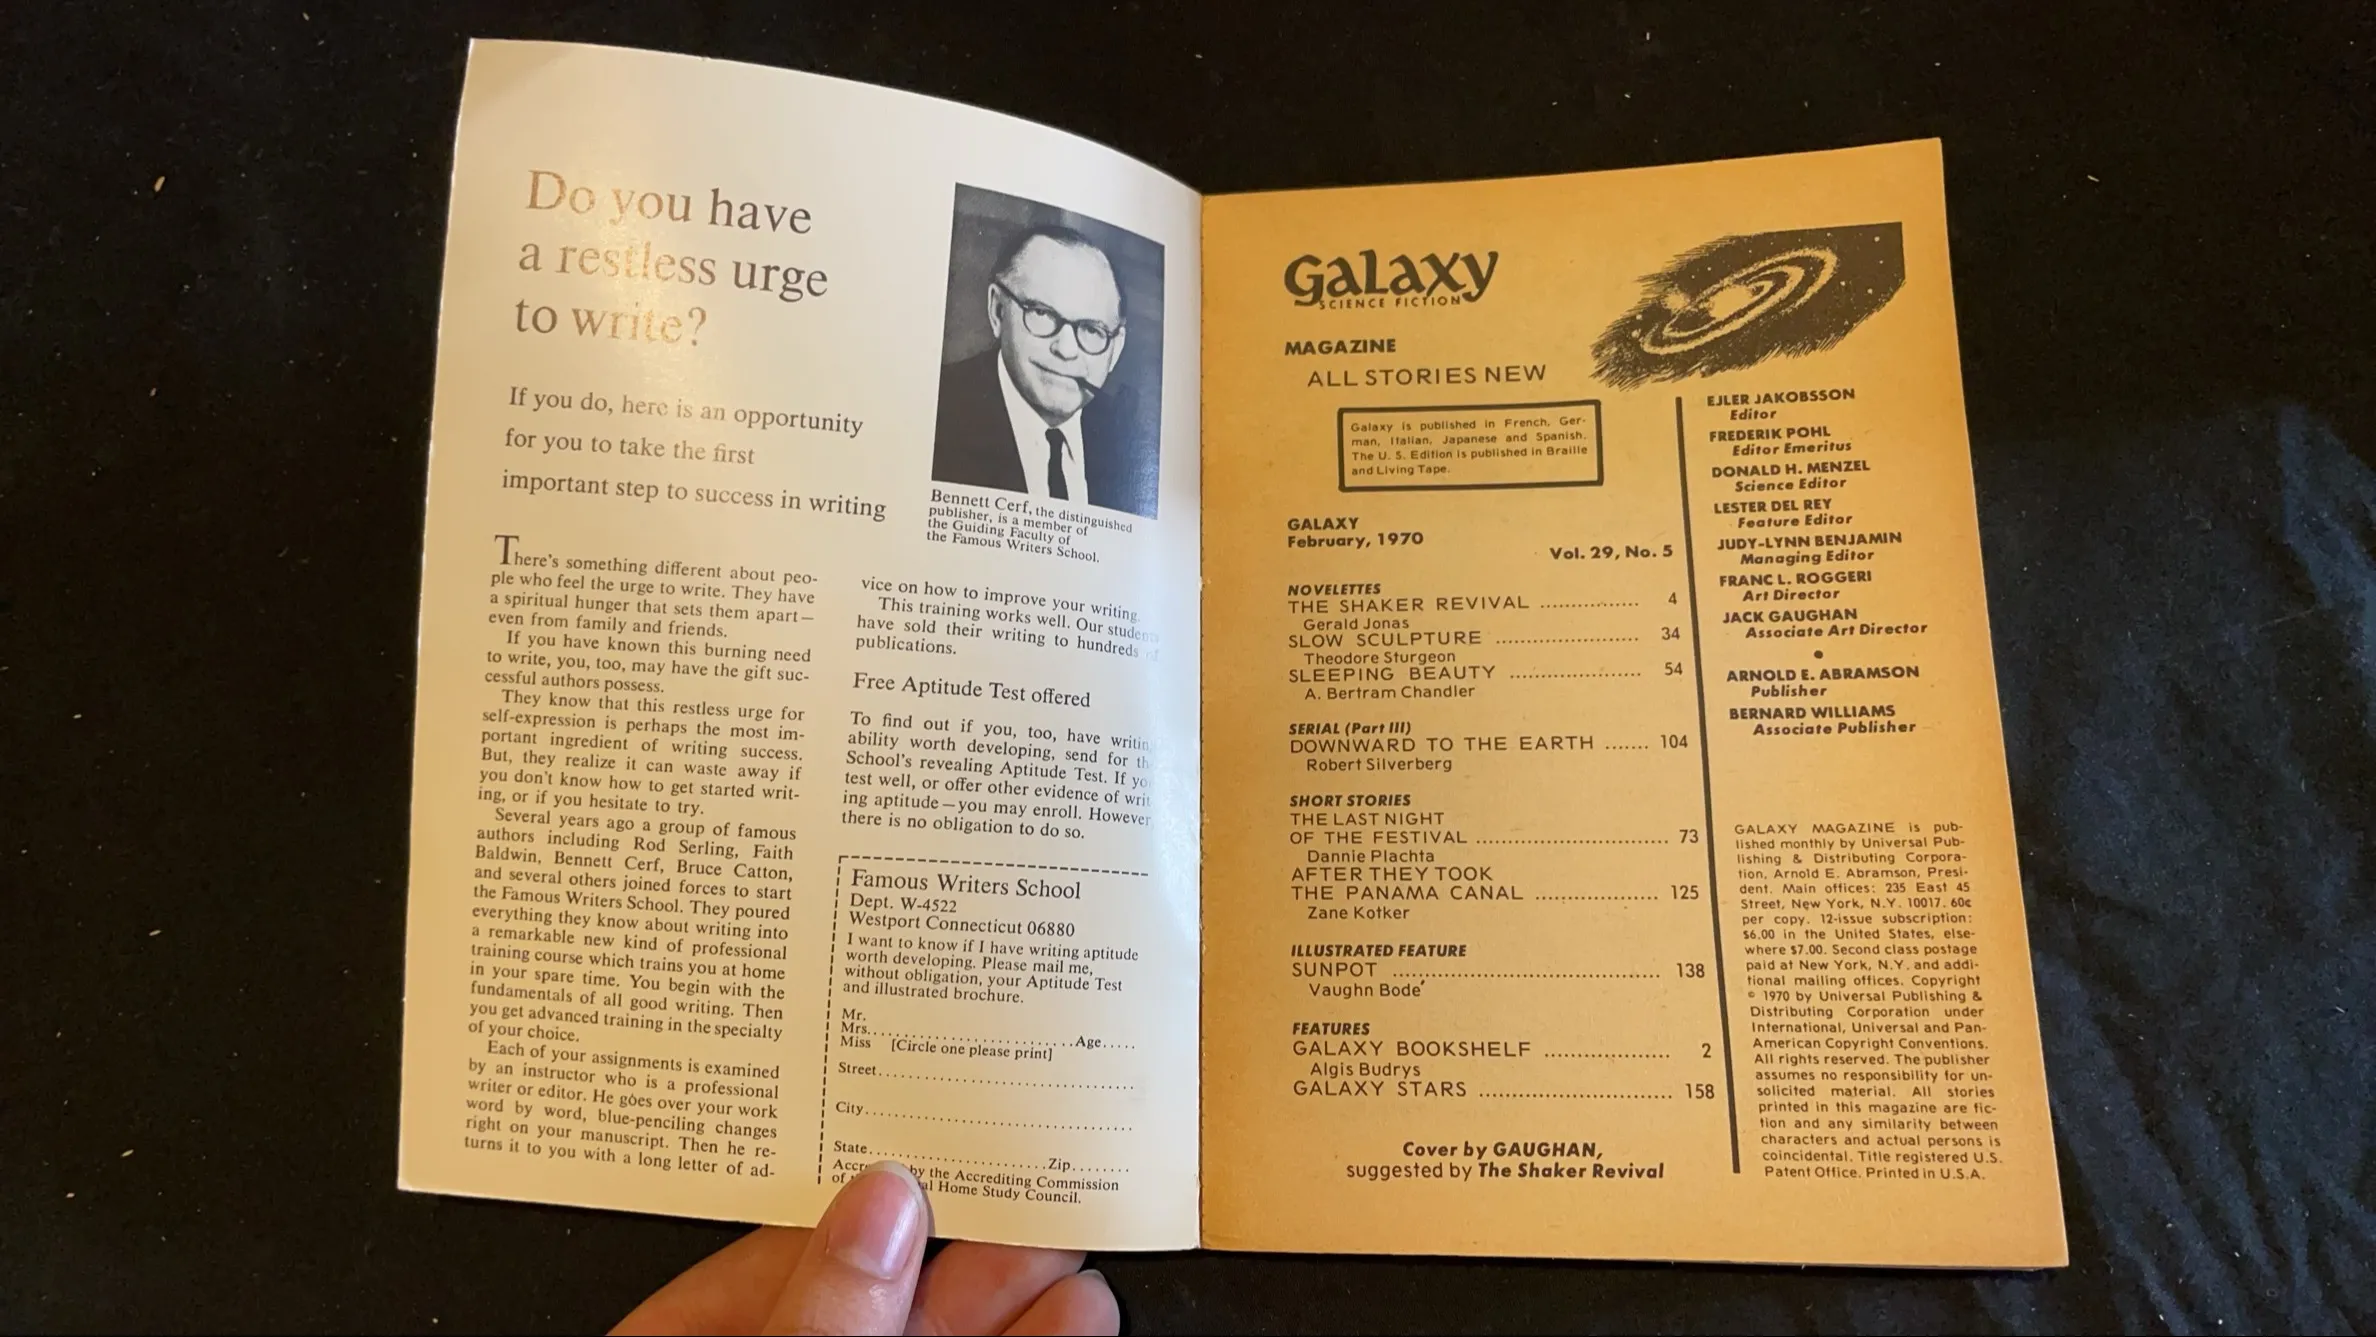 Do you have
a restless urge
to write?
If you do, here is an opportunity
for you to take the first
important step to success in writing
Bennett Cerf, the distinguished
publisher, is a member of
the Guiding Faculty of
the Famous Writers School.
There's something different about peo-
ple who feel the urge to write. They have
a spiritual hunger that sets them apart—
even from family and friends.
If you have known this burning need
to write, you, too, may have the gift suc-
cessful authors possess.
They know that this restless urge for
self-expression is perhaps the most im-
portant ingredient of writing success.
But, they realize it can waste away if
you don't know how to get started writ-
ing, or if you hesitate to try.
Several years ago a group of famous
authors including Rod Serling, Faith
Baldwin, Bennett Cerf, Bruce Catton,
and several others joined forces to start
the Famous Writers School. They poured
everything they know about writing into
a remarkable new kind of professional
training course which trains you at home
in your spare time. You begin with the
fundamentals of all good writing. Then
you get advanced training in the specialty
of your choice.
Each of your assignments is examined
by an instructor who is a professional
writer or editor. He goes over your work
word by word, blue-penciling changes
right on your manuscript. Then he re-
turns it to you with a long letter of ad-
vice on how to improve your writing.
This training works well. Our
have sold their writing to hundreds of
publications.
Free Aptitude Test offered
To find out if you, too, have
ability worth developing, send for
School's revealing Aptitude Test. If
test well, or offer other evidence of
ing aptitude—you may enroll. However,
there is no obligation to do so.
Famous Writers School
Dept. W-4522
Westport Connecticut 06880
I want to know if I have writing aptitude
worth developing. Please mail me,
without obligation, your Aptitude Test
and illustrated brochure.
Mr.
Mrs..............................Age.....
Miss [Circle one please print]
Street..................................
City....................................
State........................Zip........
by the Accrediting Commission
of Home Study Council.
Galaxy
SCIENCE FICTION
MAGAZINE
ALL STORIES NEW
Galaxy is published in French, Ger-
man, Italian, Japanese and Spanish.
The U. S. Edition is published in Braille
and Living Tape.
GALAXY
February, 1970
Vol. 29, No. 5
NOVELETTES
THE SHAKER REVIVAL ............... 4
Gerald Jonas
SLOW SCULPTURE ...................... 34
Theodore Sturgeon
SLEEPING BEAUTY .................... 54
A. Bertram Chandler
SERIAL (Part III)
DOWNWARD TO THE EARTH ....... 104
Robert Silverberg
SHORT STORIES
THE LAST NIGHT
OF THE FESTIVAL .............................. 73
Dannie Plachta
AFTER THEY TOOK
THE PANAMA CANAL ................... 125
Zane Kotker
ILLUSTRATED FEATURE
SUNPOT .......................................... 138
Vaughn Bode´
FEATURES
GALAXY BOOKSHELF .................... 2
Algis Budrys
GALAXY STARS .............................. 158
Cover by GAUGHAN,
suggested by The Shaker Revival
EJLER JAKOBSSON
Editor
FREDERIK POHL
Editor Emeritus
DONALD H. MENZEL
Science Editor
LESTER DEL REY
Feature Editor
JUDY-LYNN BENJAMIN
Managing Editor
FRANC L. ROGGERI
Art Director
JACK GAUGHAN
Associate Art Director
•
ARNOLD E. ABRAMSON
Publisher
BERNARD WILLIAMS
Associate Publisher
GALAXY MAGAZINE is pub-
lished monthly by Universal Pub-
lishing & Distributing Corpora-
tion. Arnold E. Abramson, Presi-
dent. Main offices: 235 East 45
Street, New York, N.Y. 10017. 60¢
per copy. 12-issue subscription:
$6.00 in the United States, else-
where $7.00. Second class postage
paid at New York, N.Y. and addi-
tional mailing offices. Copyright
© 1970 by Universal Publishing &
Distributing Corporation under
International, Universal and Pan-
American Copyright Conventions.
All rights reserved. The publisher
assumes no responsibility for un-
solicited material. All stories
printed in this magazine are fic-
tion and any similarity between
characters and actual persons is
coincidental. Title registered U.S.
Patent Office. Printed in U.S.A.